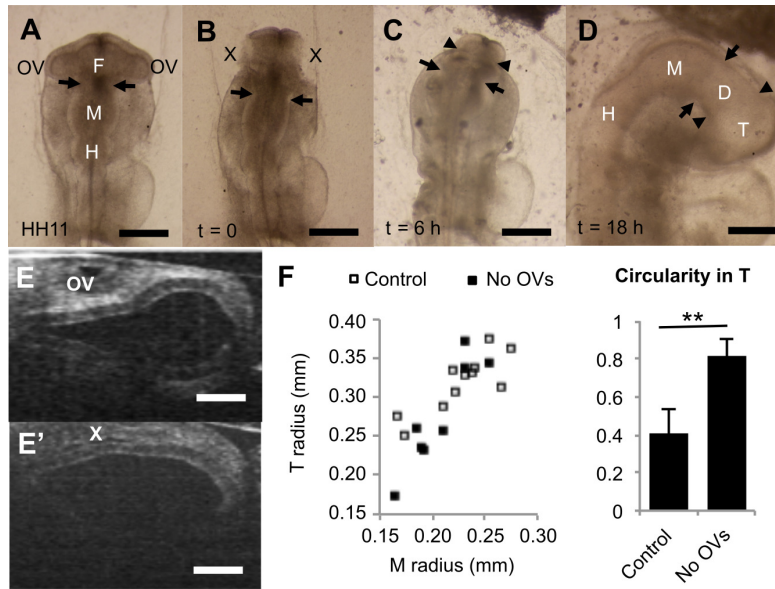 A
OV
F
OV
M
H
HH11
B
X
X
t = 0
C
t = 6 h
D
M
H
D
T
t = 18 h
E
OV
E’
X
F
Control
No OVs
T radius (mm)
0.40
0.35
0.30
0.25
0.20
0.15
0.15
0.20
0.25
0.30
M radius (mm)
Circularity in T
**
1
0.8
0.6
0.4
0.2
0
Control
No OVs